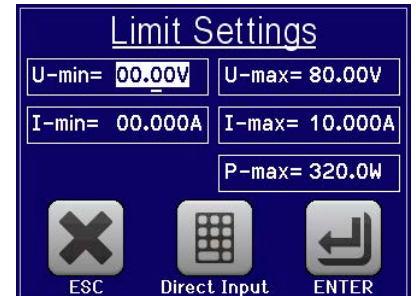 Limit Settings
U-min= 00.00V U-max= 80.00V
I-min= 00.000A I-max= 10.000A
P-max= 320.0W
ESC Direct Input ENTER